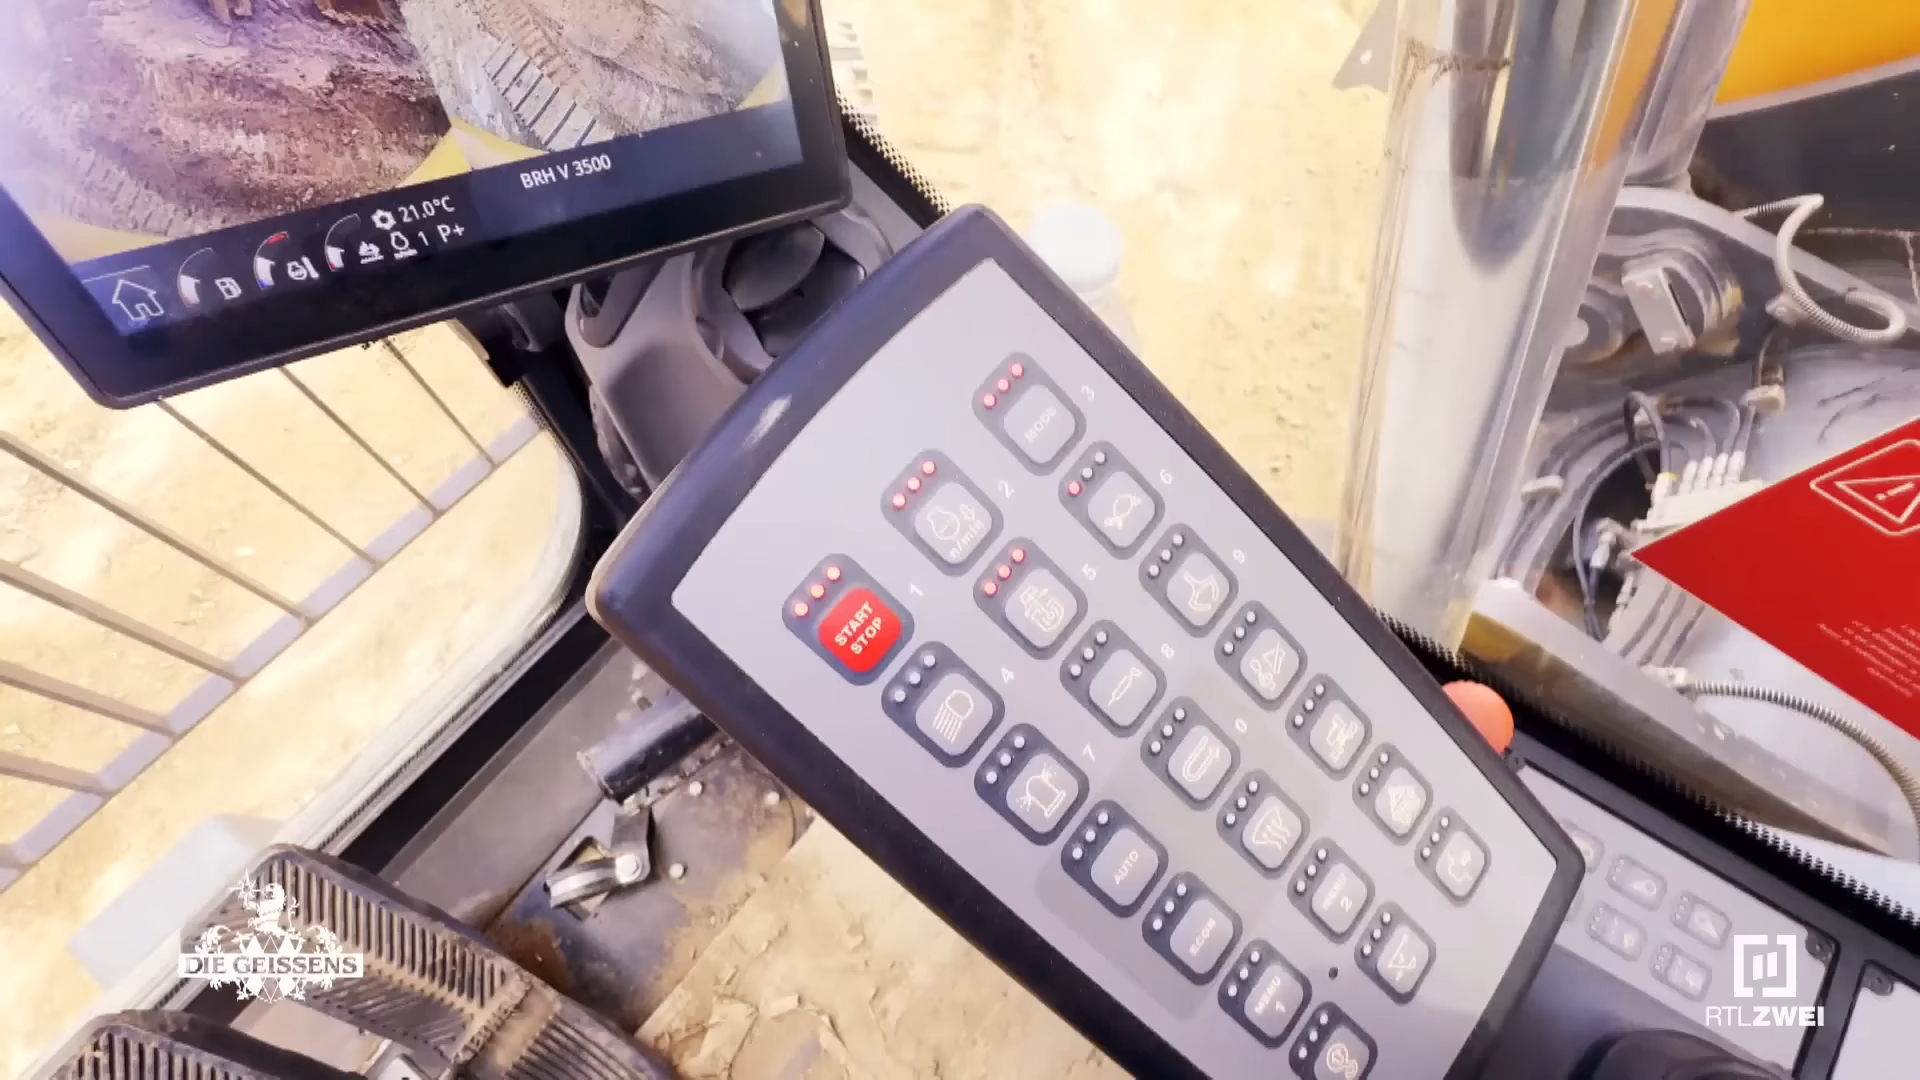 BRH V 3500
21.0°C
1 P+
3
MODE
6
2
n/min
9
5
1
START
STOP
8
4
0
7
AUTO
MENU
2
ECON
MENU
1
DIE GEISSENS
RTLZWEI